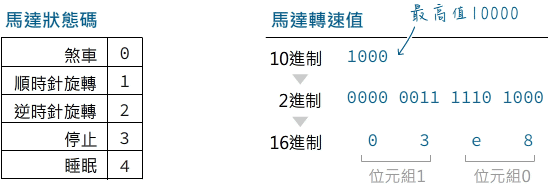 馬達狀態碼
煞車 0
順時針旋轉 1
逆時針旋轉 2
停止 3
睡眠 4
馬達轉速值
最高值10000
10進制 1000
2進制 0000 0011 1110 1000
16進制 0 3 e 8
位元組1 位元組0